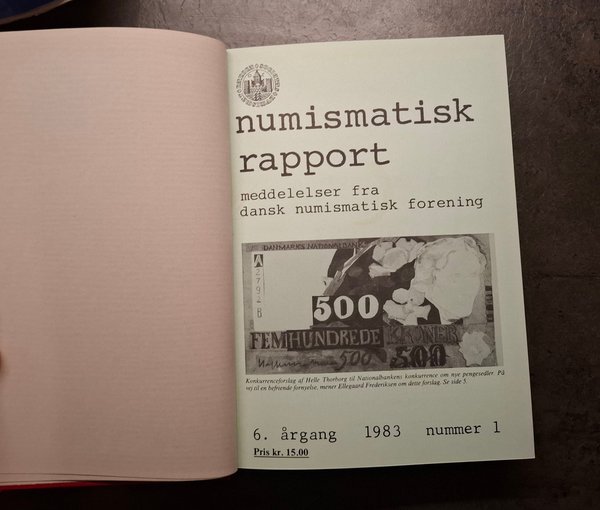 numismatisk
rapport
meddelelser fra
dansk numismatisk forening
DANMARKS NATIONALBANK
A
2792
B
500
FEMHUNDREDE KRONER
500 500
Konkurrenceforslag af Helle Thorborg til Nationalbankens konkurrence om nye pengesedler. På
vej til en befriende fornyelse, mener Ellegaard Frederiksen om dette forslag. Se side 5.
6. årgang 1983 nummer 1
Pris kr. 15.00